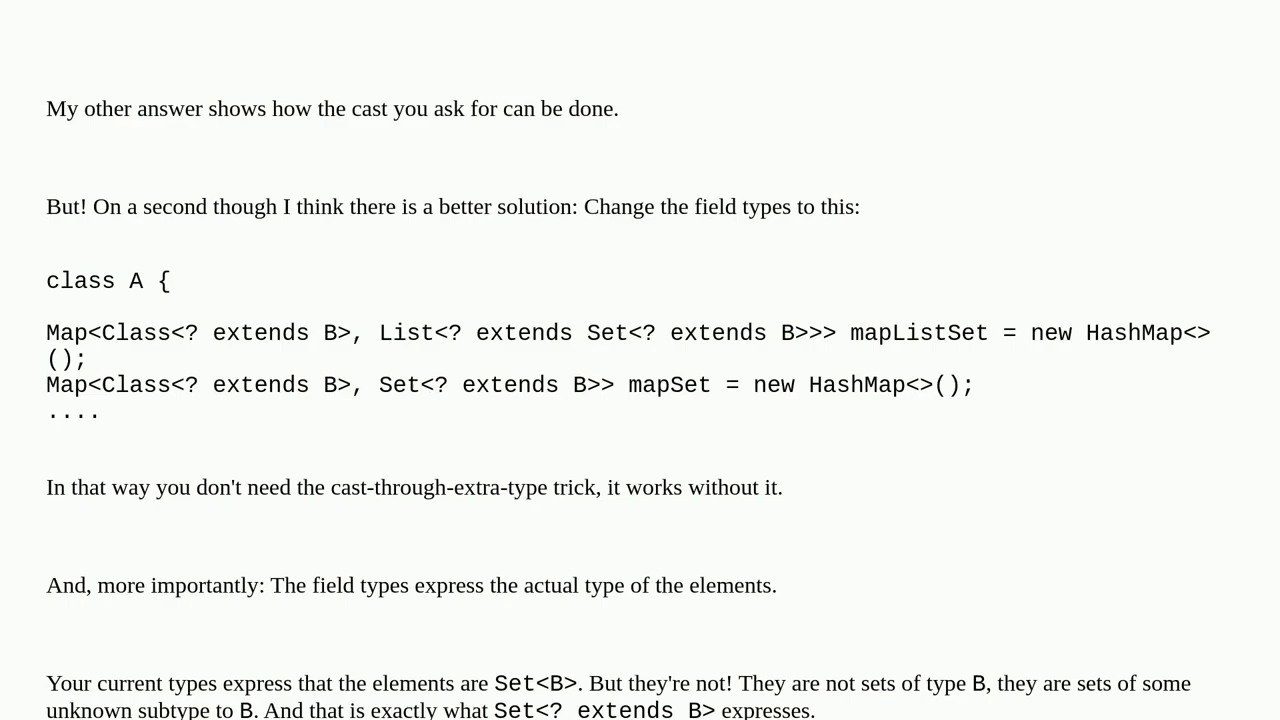 My other answer shows how the cast you ask for can be done.
But! On a second though I think there is a better solution: Change the field types to this:
class A {
Map<Class<? extends B>, List<? extends Set<? extends B>>> mapListSet = new HashMap<>
();
Map<Class<? extends B>, Set<? extends B>> mapSet = new HashMap<>();
....
In that way you don't need the cast-through-extra-type trick, it works without it.
And, more importantly: The field types express the actual type of the elements.
Your current types express that the elements are Set<B>. But they're not! They are not sets of type B, they are sets of some
unknown subtype to B. And that is exactly what Set<? extends B> expresses.